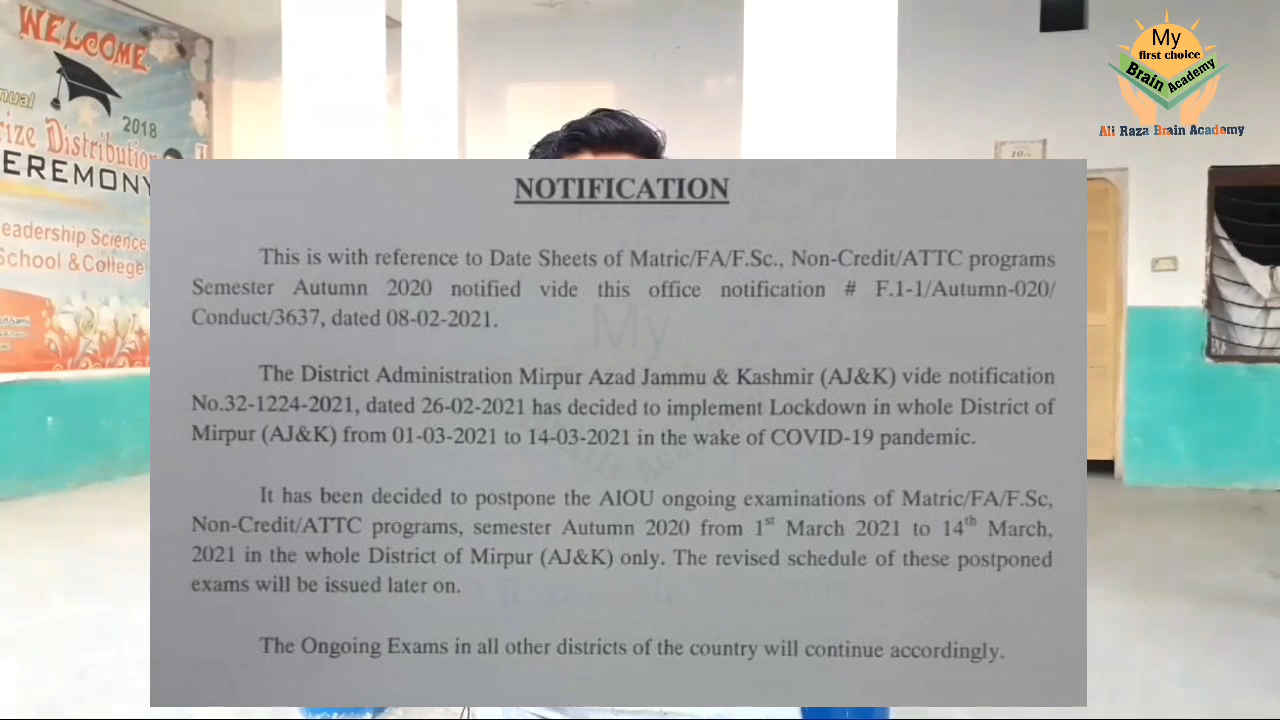 WELCOME
nual
2018
rize Distribution
EREMONY
eadership Science
School & College
My
first choice
Brain Academy
Ali Raza Brain Academy
NOTIFICATION
This is with reference to Date Sheets of Matric/FA/F.Sc., Non-Credit/ATTC programs
Semester Autumn 2020 notified vide this office notification # F.1-1/Autumn-020/
Conduct/3637, dated 08-02-2021.
The District Administration Mirpur Azad Jammu & Kashmir (AJ&K) vide notification
No.32-1224-2021, dated 26-02-2021 has decided to implement Lockdown in whole District of
Mirpur (AJ&K) from 01-03-2021 to 14-03-2021 in the wake of COVID-19 pandemic.
It has been decided to postpone the AIOU ongoing examinations of Matric/FA/F.Sc,
Non-Credit/ATTC programs, semester Autumn 2020 from 1st March 2021 to 14th March,
2021 in the whole District of Mirpur (AJ&K) only. The revised schedule of these postponed
exams will be issued later on.
The Ongoing Exams in all other districts of the country will continue accordingly.